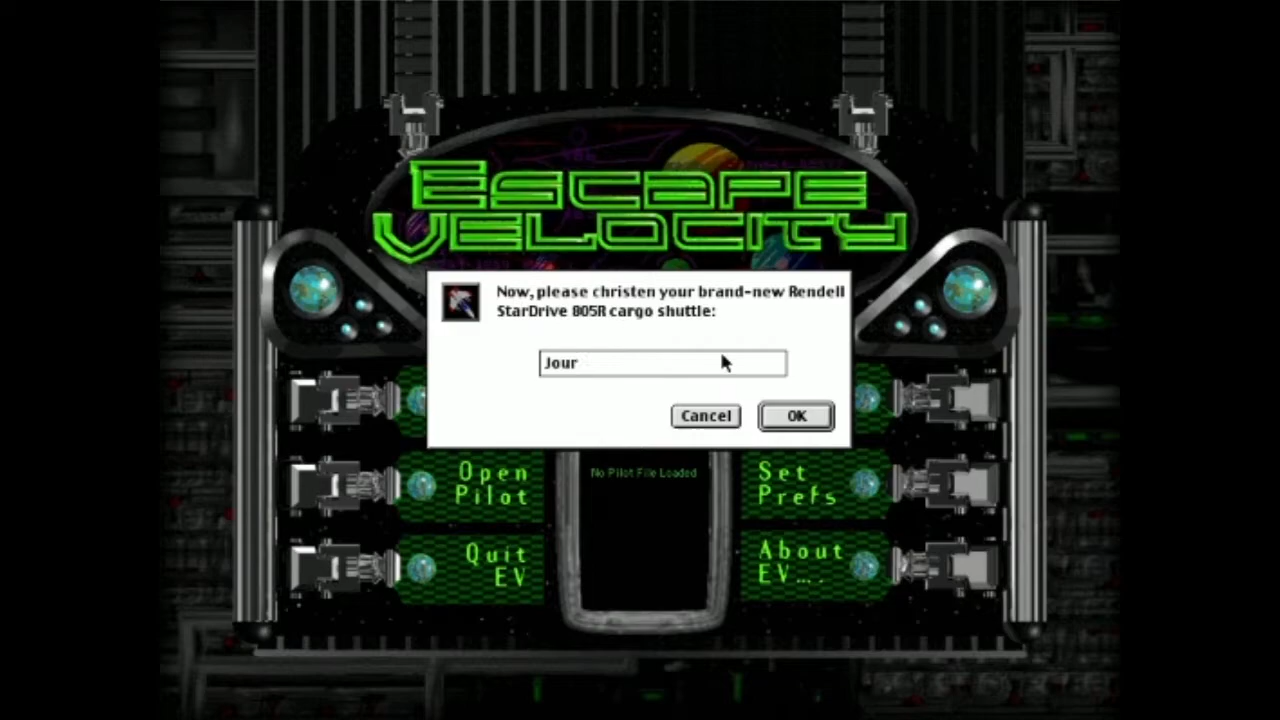 ESCAPE
VELOCITY
Now, please christen your brand-new Rendell
StarDrive 805R cargo shuttle:
Jour
Cancel
OK
No Pilot File Loaded
Open
Pilot
Set
Prefs
Quit
EV
About
EV....